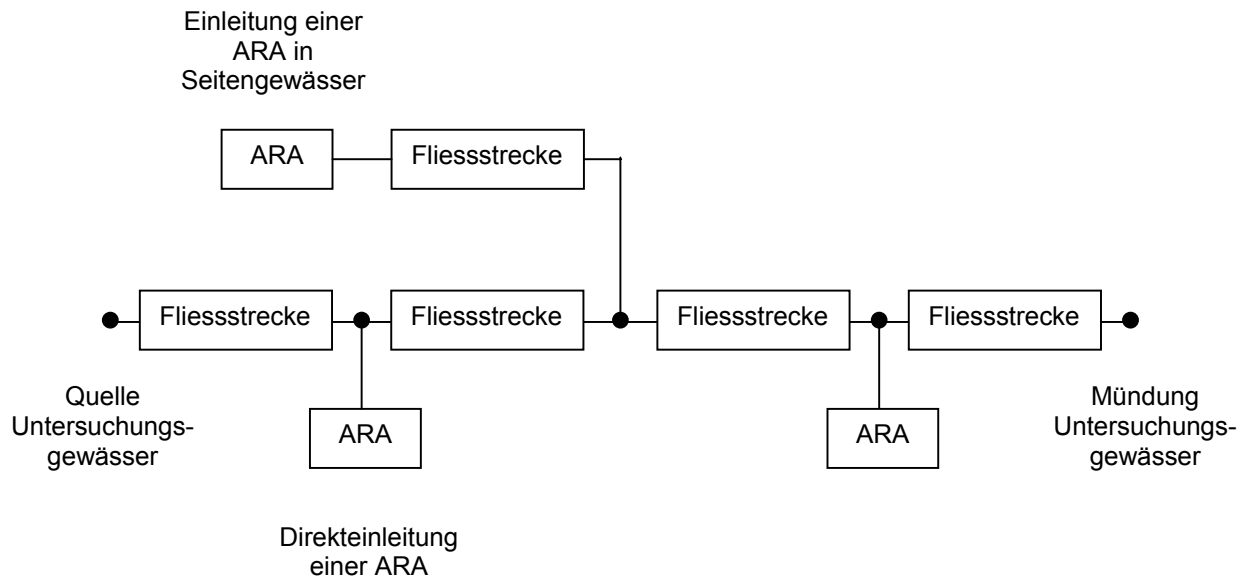 Einleitung einer
ARA in
Seitengewässer
ARA
Fliessstrecke
Fliessstrecke
Fliessstrecke
Fliessstrecke
Fliessstrecke
Quelle
Untersuchungs-
gewässer
ARA
ARA
Mündung
Untersuchungs-
gewässer
Direkteinleitung
einer ARA